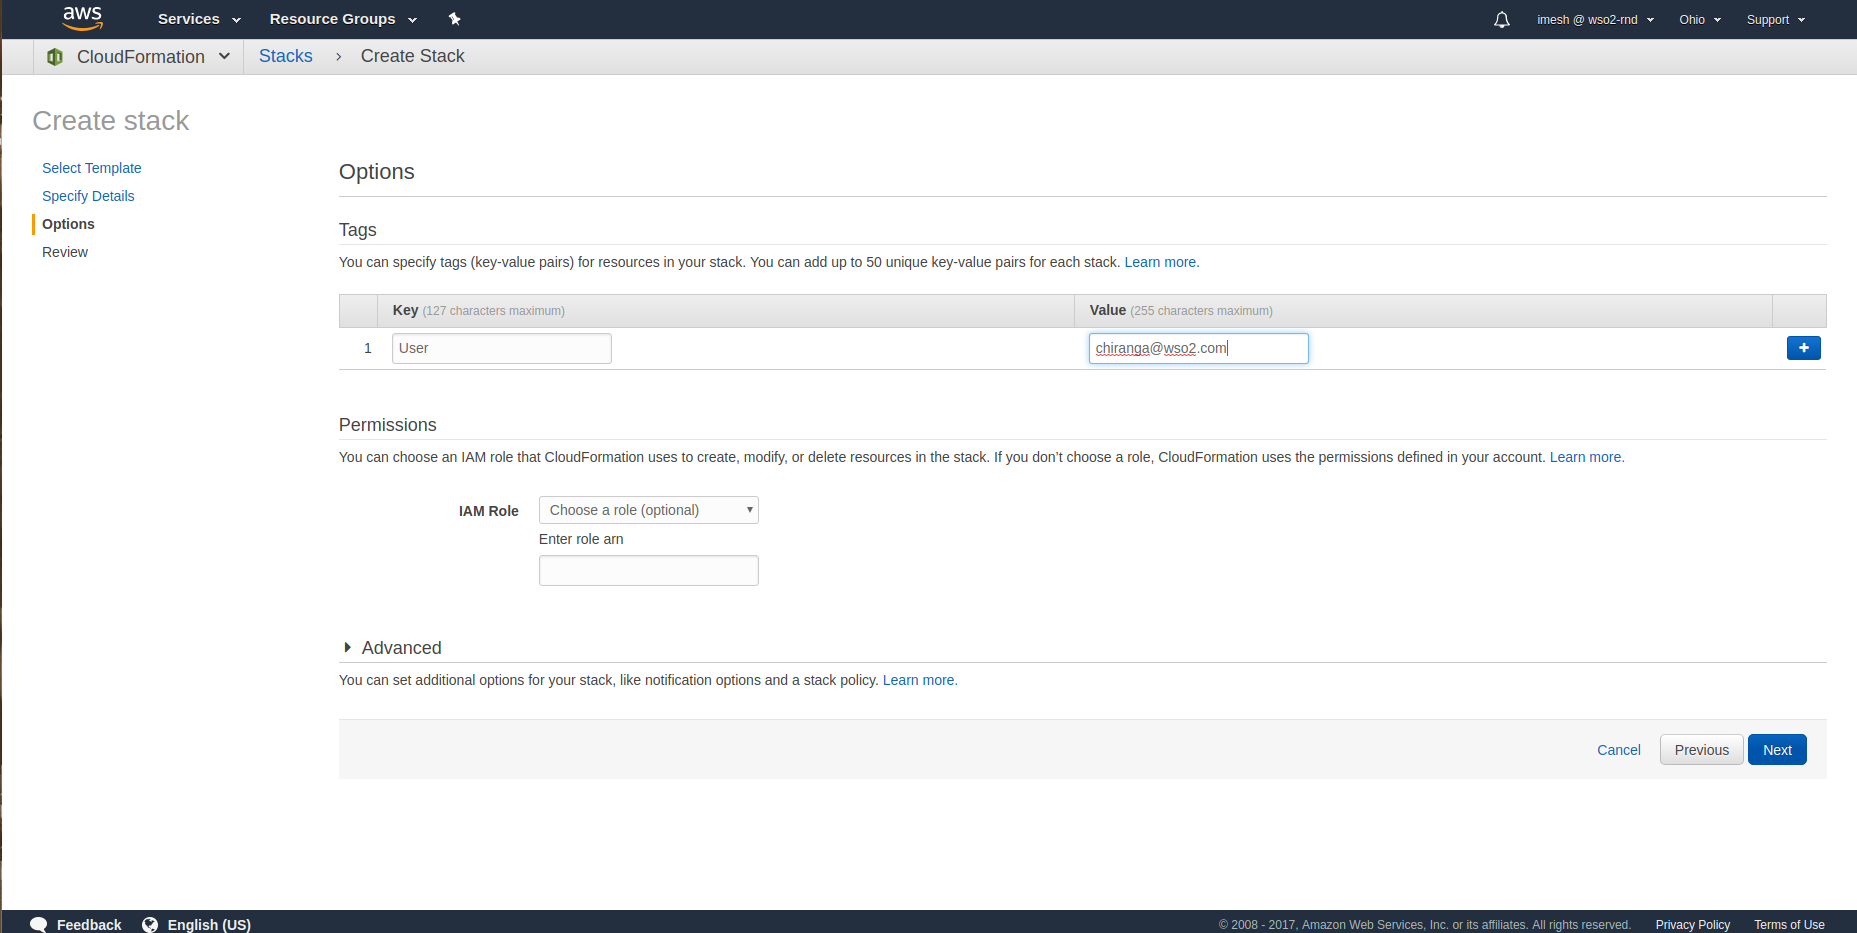 aws Services Resource Groups imesh @ wso2-rnd Ohio Support
CloudFormation Stacks › Create Stack
Create stack
Select Template
Specify Details
Options
Review
Options
Tags
You can specify tags (key-value pairs) for resources in your stack. You can add up to 50 unique key-value pairs for each stack. Learn more.
Key (127 characters maximum) Value (255 characters maximum)
1 User chiranga@wso2.com +
Permissions
You can choose an IAM role that CloudFormation uses to create, modify, or delete resources in the stack. If you don’t choose a role, CloudFormation uses the permissions defined in your account. Learn more.
IAM Role Choose a role (optional)
Enter role arn
Advanced
You can set additional options for your stack, like notification options and a stack policy. Learn more.
Cancel Previous Next
Feedback English (US) © 2008 - 2017, Amazon Web Services, Inc. or its affiliates. All rights reserved. Privacy Policy Terms of Use